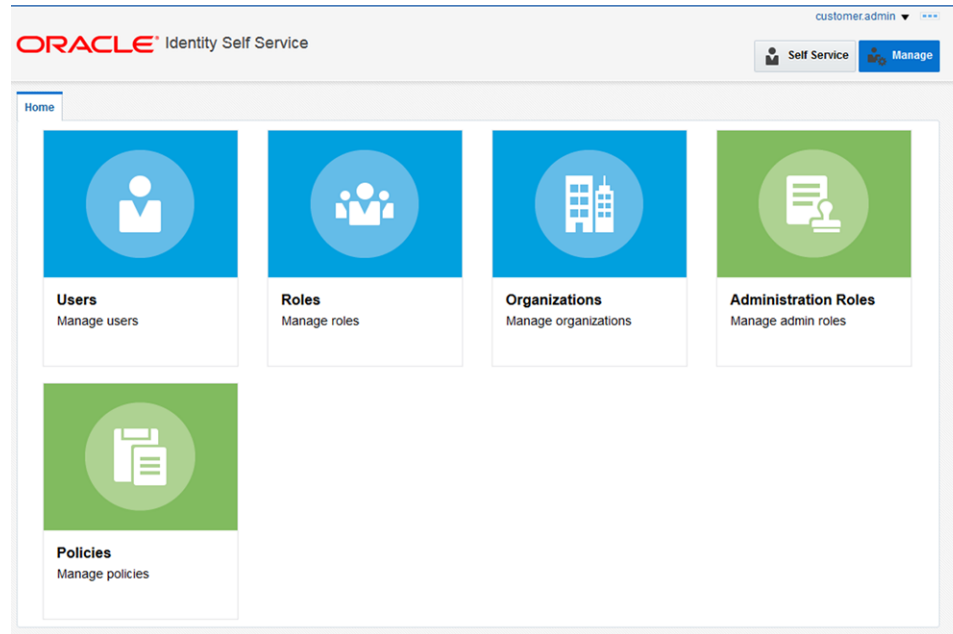 customer.admin
ORACLE Identity Self Service
Self Service
Manage
Home
Users
Manage users
Roles
Manage roles
Organizations
Manage organizations
Administration Roles
Manage admin roles
Policies
Manage policies